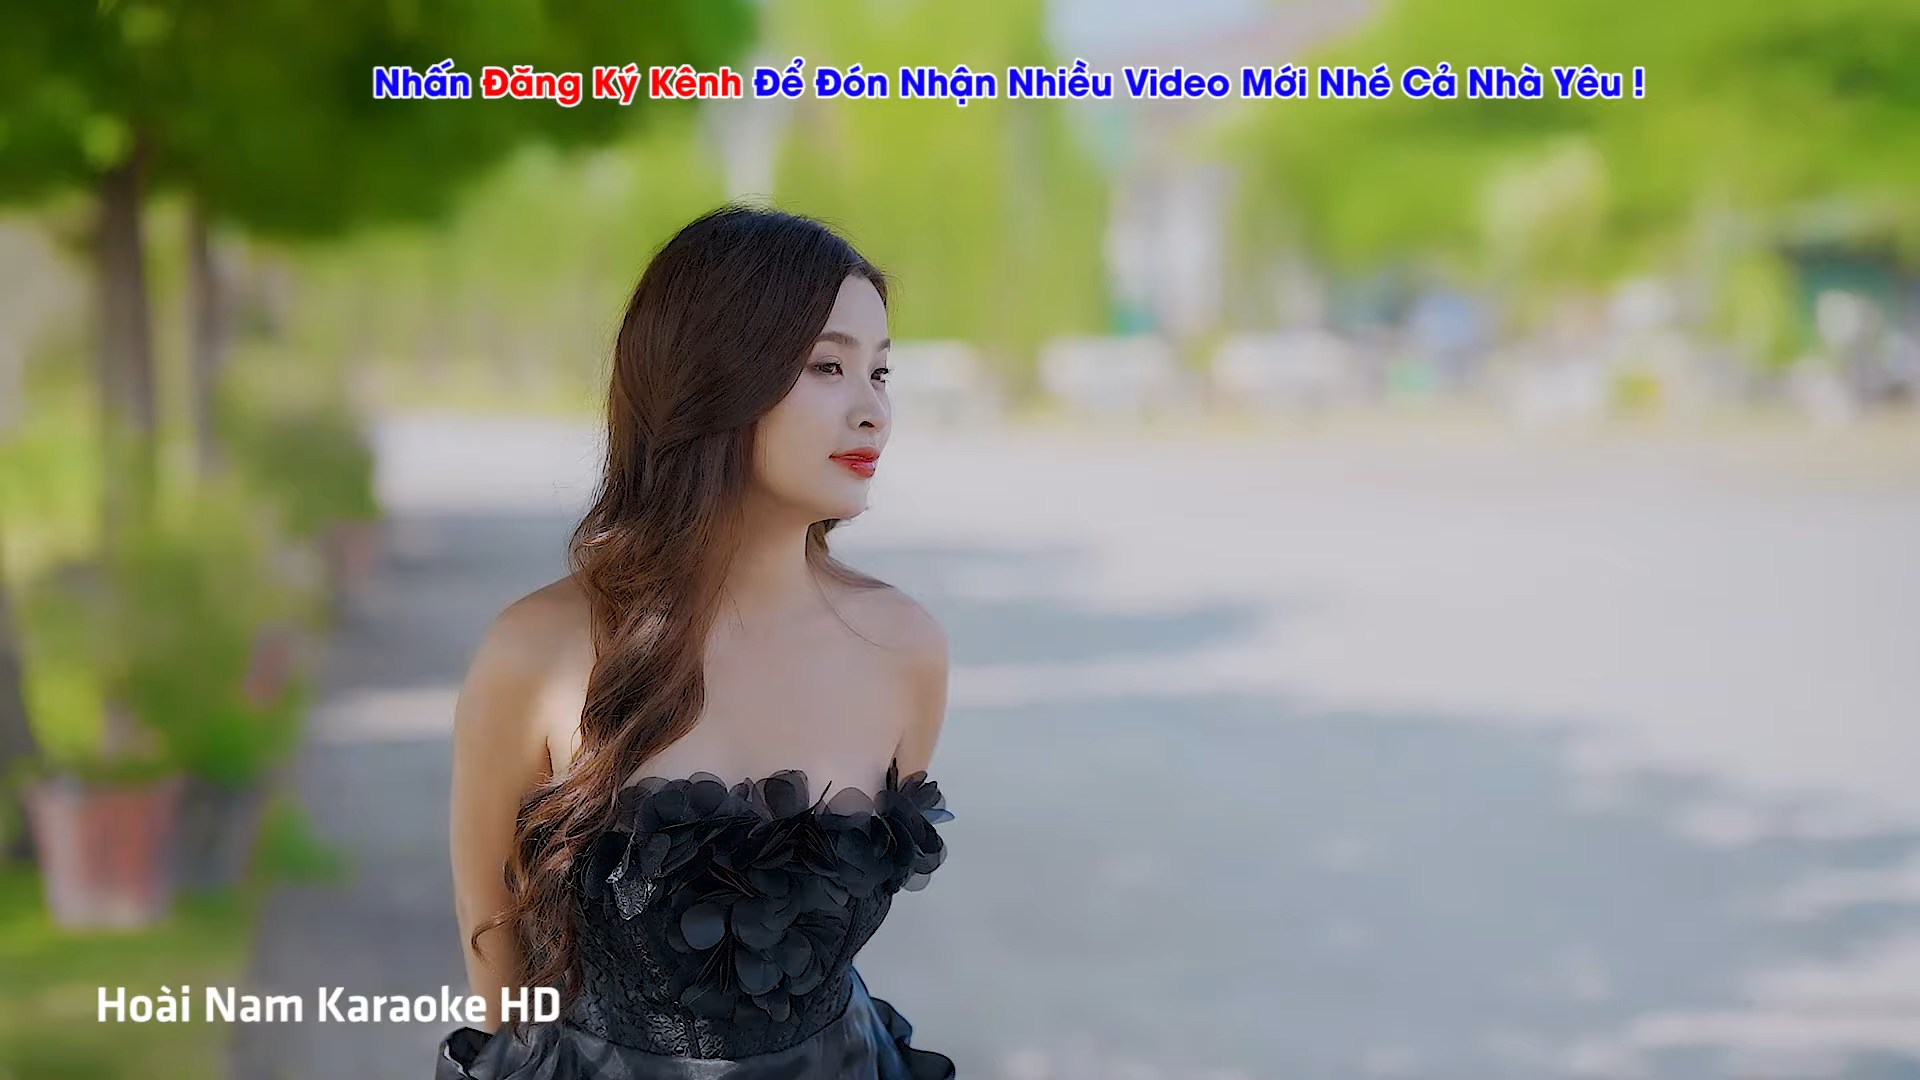 Nhấn Đăng Ký Kênh Để Đón Nhận Nhiều Video Mới Nhé Cả Nhà Yêu !
Hoài Nam Karaoke HD